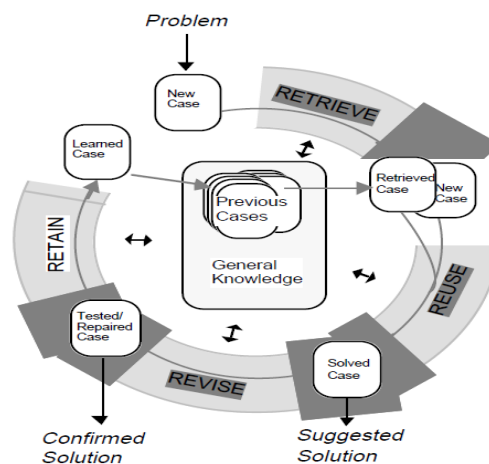 Problem
New
Case
RETRIEVE
Learned
Case
Retrieved
Case
New
Case
Previous
Cases
General
Knowledge
RETAIN
REUSE
Tested/
Repaired
Case
REVISE
Solved
Case
Confirmed
Solution
Suggested
Solution